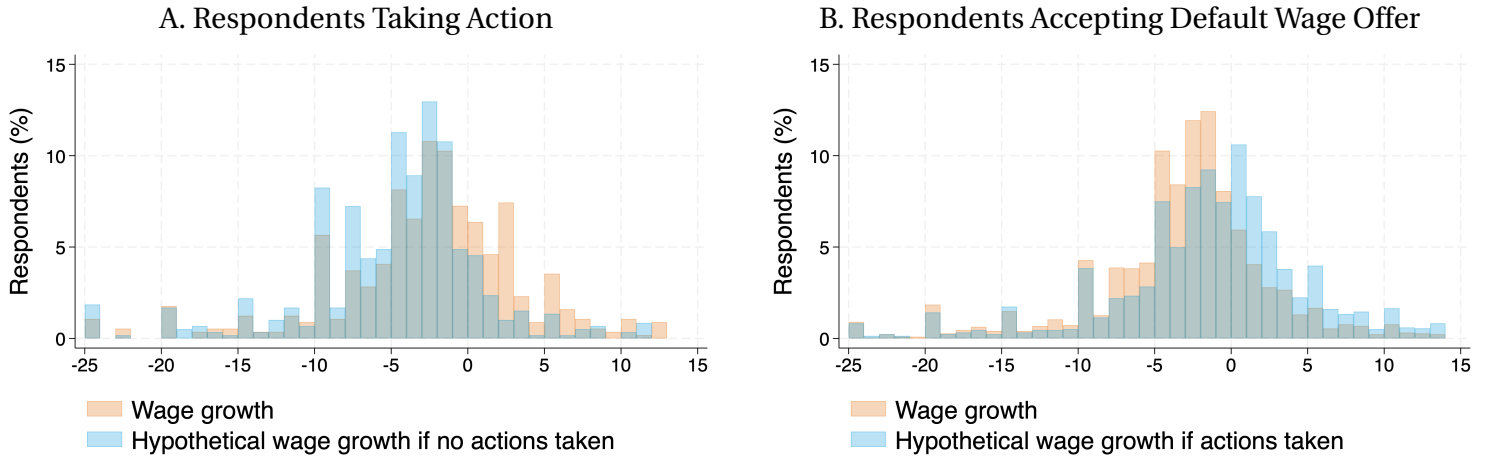 A. Respondents Taking Action
Respondents (%)
15
10
5
0
-25 -20 -15 -10 -5 0 5 10 15
Wage growth
Hypothetical wage growth if no actions taken
B. Respondents Accepting Default Wage Offer
Respondents (%)
15
10
5
0
-25 -20 -15 -10 -5 0 5 10 15
Wage growth
Hypothetical wage growth if actions taken